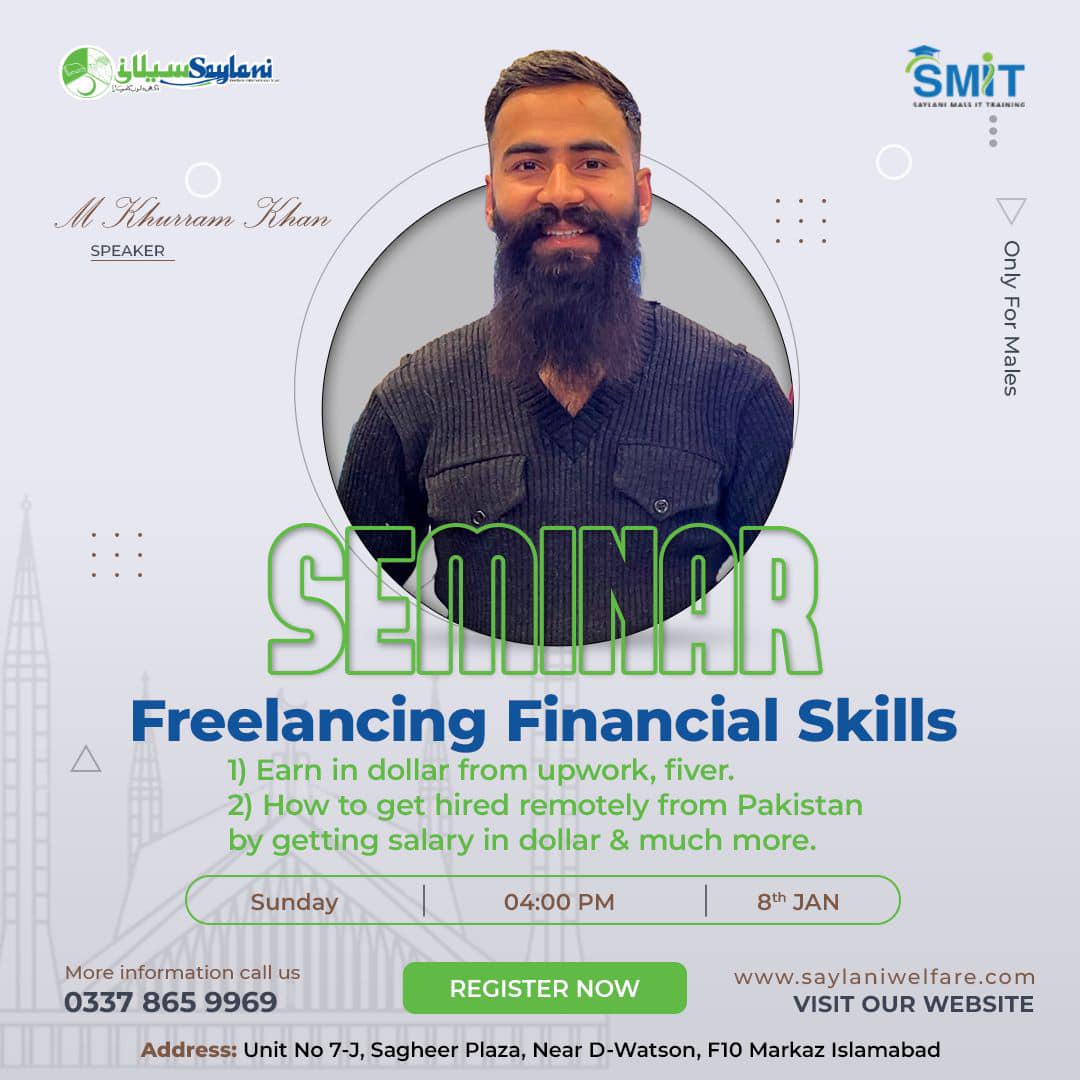 سیلانی Saylani
SMIT
SAYLANI MASS IT TRAINING
M Khurram Khan
SPEAKER
Only For Males
SEMINAR
Freelancing Financial Skills
1) Earn in dollar from upwork, fiver.
2) How to get hired remotely from Pakistan
by getting salary in dollar & much more.
Sunday | 04:00 PM | 8th JAN
More information call us
0337 865 9969
REGISTER NOW
www.saylaniwelfare.com
VISIT OUR WEBSITE
Address: Unit No 7-J, Sagheer Plaza, Near D-Watson, F10 Markaz Islamabad